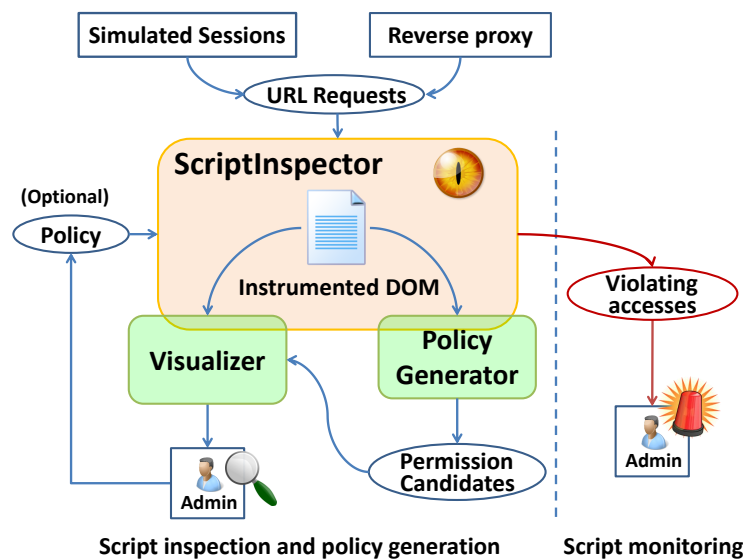 Simulated Sessions
Reverse proxy
URL Requests
ScriptInspector
(Optional)
Policy
Instrumented DOM
Violating
accesses
Visualizer
Policy
Generator
Admin
Permission
Candidates
Admin
Script inspection and policy generation
Script monitoring